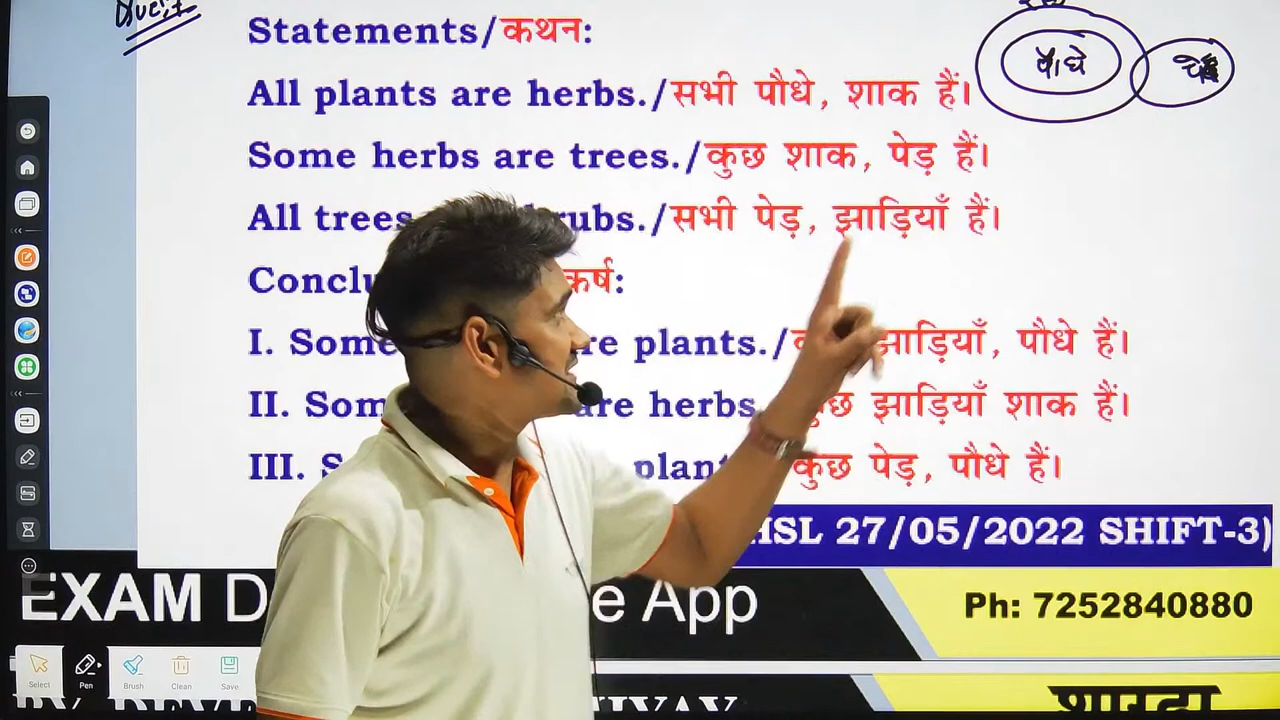 Statements/कथन:
All plants are herbs./सभी पौधे, शाक हैं।
पौधे
Some herbs are trees./कुछ शाक, पेड़ हैं।
All trees ubs./सभी पेड़, झाड़ियाँ हैं।
Conclu कर्ष:
I. Some re plants./ झाड़ियाँ, पौधे हैं।
II. Som are herbs. कुछ झाड़ियाँ शाक हैं।
III. S plant कुछ पेड़, पौधे हैं।
HSL 27/05/2022 SHIFT-3)
EXAM D e App
Ph: 7252840880
Select Pen Brush Clean Save